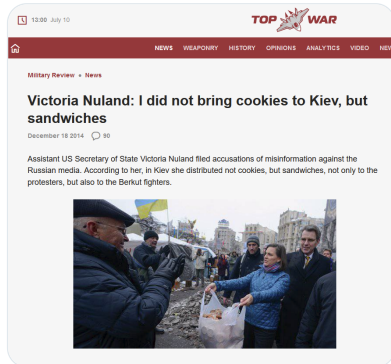 13:00 July 10
TOP WAR
NEWS WEAPONRY HISTORY OPINIONS ANALYTICS VIDEO NEW
Military Review News
Victoria Nuland: I did not bring cookies to Kiev, but
sandwiches
December 18 2014 90
Assistant US Secretary of State Victoria Nuland filed accusations of misinformation against the
Russian media. According to her, in Kiev she distributed not cookies, but sandwiches, not only to the
protesters, but also to the Berkut fighters.